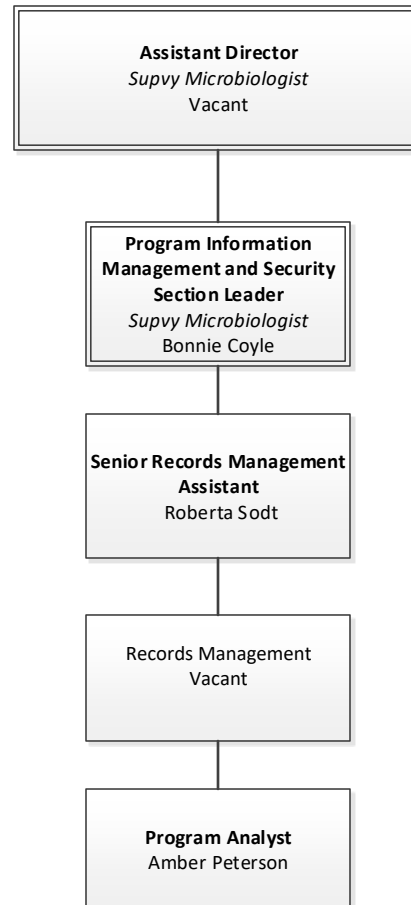 Assistant Director
Supvy Microbiologist
Vacant
Program Information
Management and Security
Section Leader
Supvy Microbiologist
Bonnie Coyle
Senior Records Management
Assistant
Roberta Sodt
Records Management
Vacant
Program Analyst
Amber Peterson